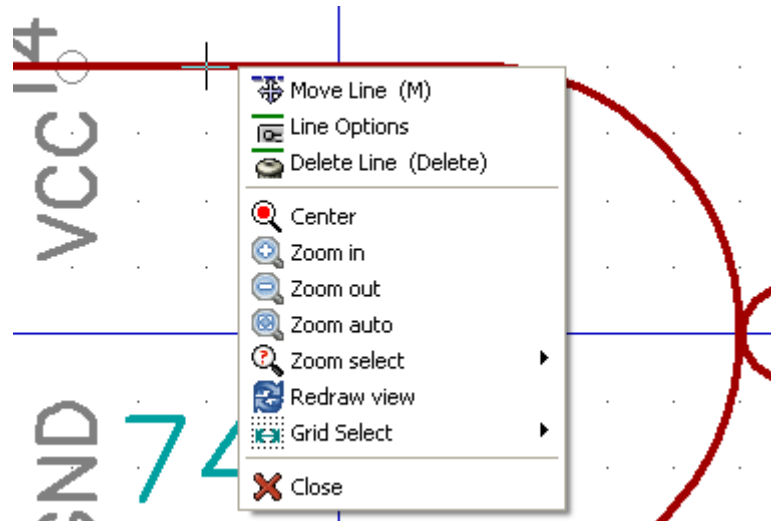 14
VCC
Move Line (M)
Line Options
Delete Line (Delete)
Center
Zoom in
Zoom out
Zoom auto
Zoom select
Redraw view
Grid Select
Close
GND
74